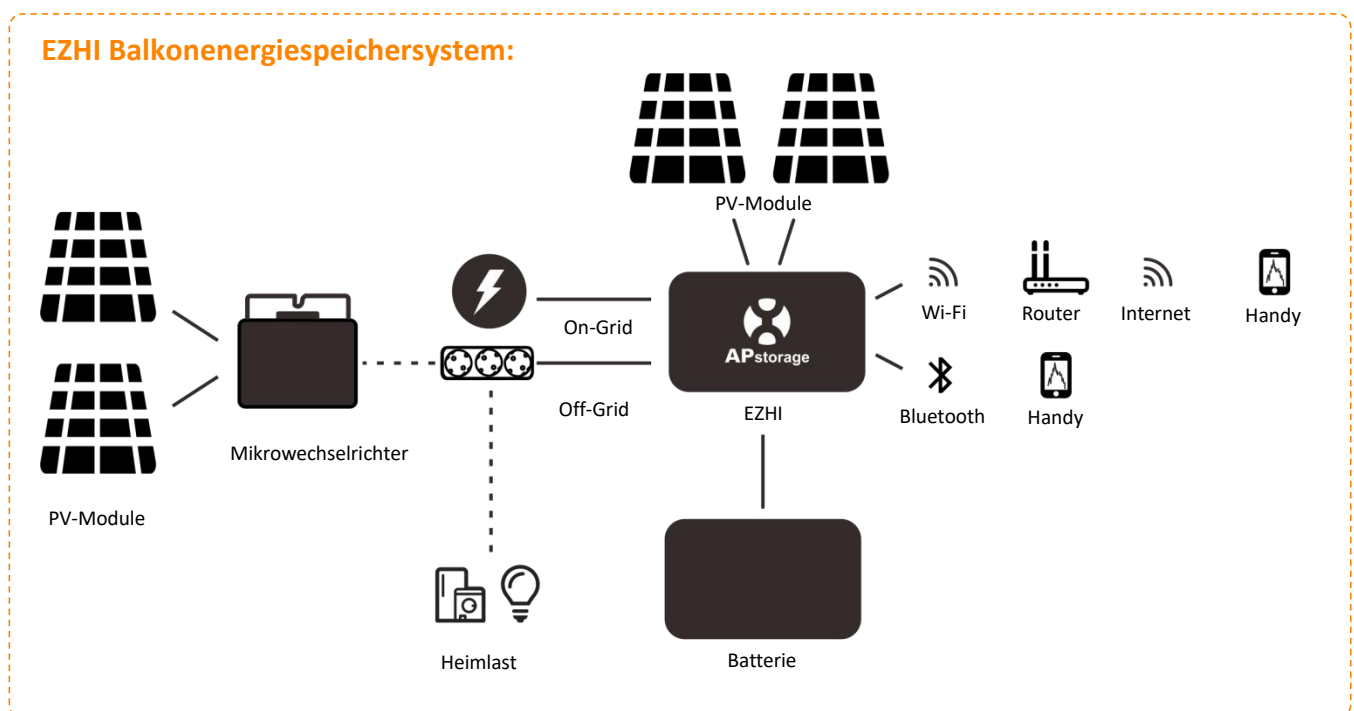 EZHI Balkonenergiespeichersystem:
PV-Module
On-Grid
APstorage
Wi-Fi
Router
Internet
Handy
Off-Grid
EZHI
Bluetooth
Handy
Mikrowechselrichter
PV-Module
Heimlast
Batterie